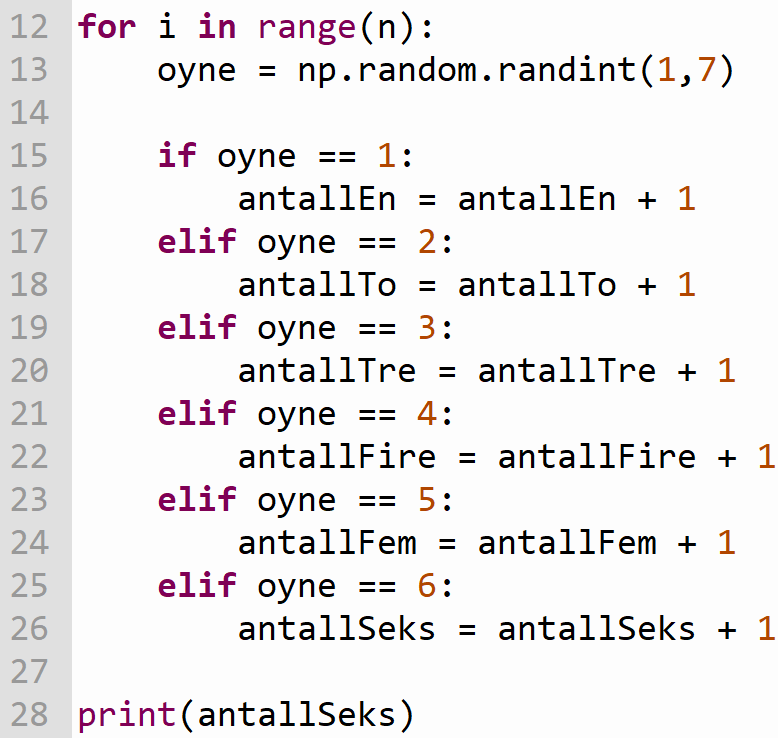 12 for i in range(n):
13     oyne = np.random.randint(1,7)
14
15     if oyne == 1:
16         antallEn = antallEn + 1
17     elif oyne == 2:
18         antallTo = antallTo + 1
19     elif oyne == 3:
20         antallTre = antallTre + 1
21     elif oyne == 4:
22         antallFire = antallFire + 1
23     elif oyne == 5:
24         antallFem = antallFem + 1
25     elif oyne == 6:
26         antallSeks = antallSeks + 1
27
28 print(antallSeks)